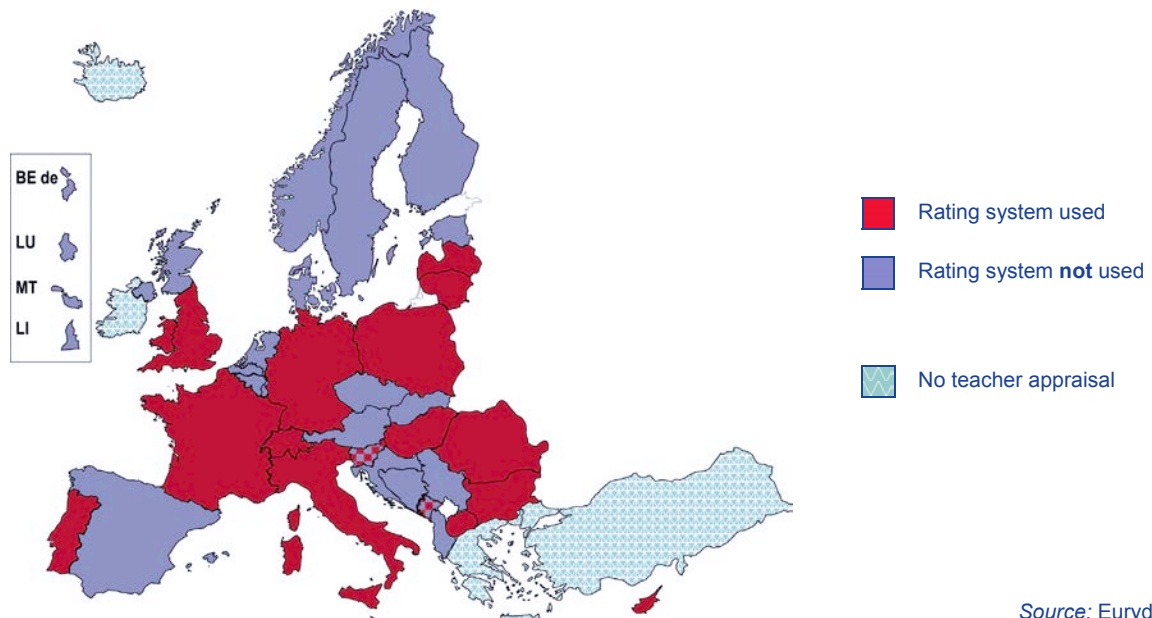 BE de
LU
MT
LI
Rating system used
Rating system not used
No teacher appraisal
Source: Euryd